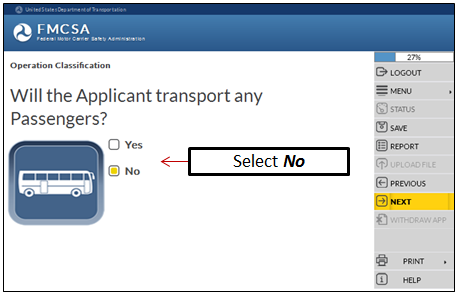 United States Department of Transportation
FMCSA
Federal Motor Carrier Safety Administration
Operation Classification
Will the Applicant transport any
Passengers?
Yes
No
Select No
27%
LOGOUT
MENU
STATUS
SAVE
REPORT
UPLOAD FILE
PREVIOUS
NEXT
WITHDRAW APP
PRINT
HELP